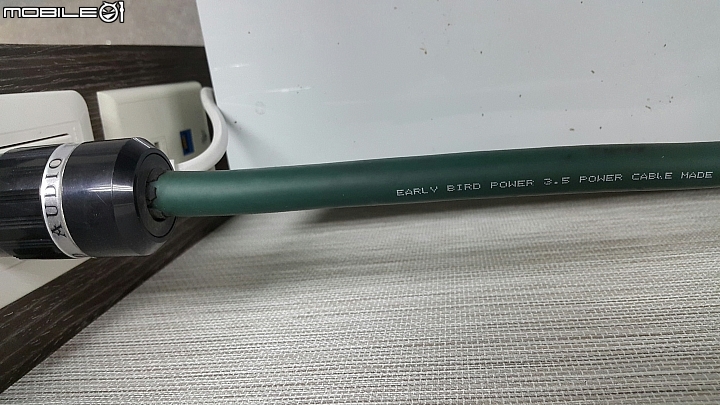 MOBILE01
AUDIO
EARLY BIRD POWER 3.5 POWER CABLE MADE